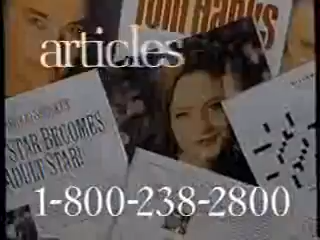 Tom Hanks
articles
STAR BECOMES
ADULT STAR!
1-800-238-2800